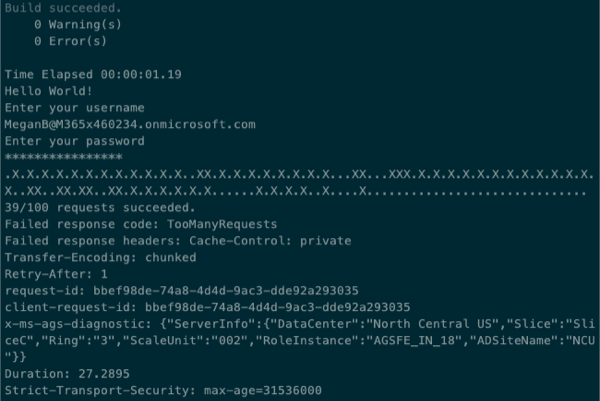 Build succeeded.
0 Warning(s)
0 Error(s)
Time Elapsed 00:00:01.19
Hello World!
Enter your username
MeganB@M365x460234.onmicrosoft.com
Enter your password
****************
.X.X.X.X.X.X.X.X.X.X.X.X..XX.X.X.X.X.X.X.X.X...XX...XXX.X.X.X.X.X.X.X.X.X.X.X.X.
X..XX..XX.XX..XX.X.X.X.X.X.X......X.X.X.X..X....X..............................
39/100 requests succeeded.
Failed response code: TooManyRequests
Failed response headers: Cache-Control: private
Transfer-Encoding: chunked
Retry-After: 1
request-id: bbef98de-74a8-4d4d-9ac3-dde92a293035
client-request-id: bbef98de-74a8-4d4d-9ac3-dde92a293035
x-ms-ags-diagnostic: {"ServerInfo":{"DataCenter":"North Central US","Slice":"Sli
ceC","Ring":"3","ScaleUnit":"002","RoleInstance":"AGSFE_IN_18","ADSiteName":"NCU
"}}
Duration: 27.2895
Strict-Transport-Security: max-age=31536000